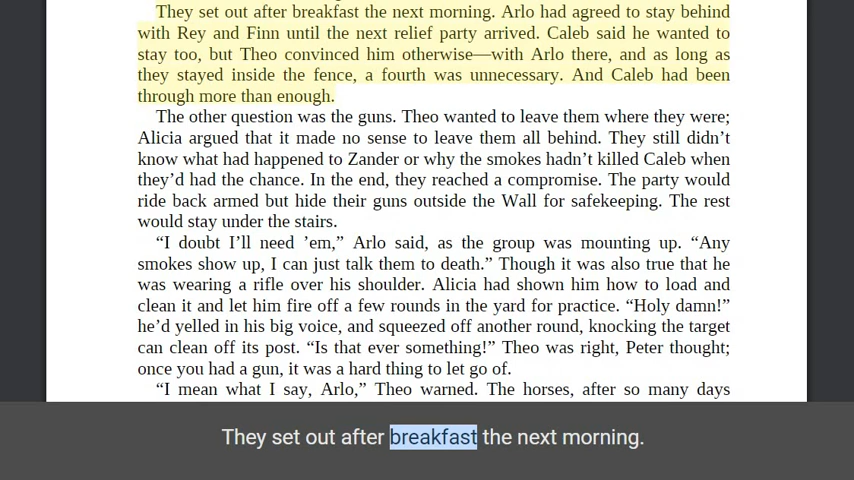 They set out after breakfast the next morning. Arlo had agreed to stay behind
with Rey and Finn until the next relief party arrived. Caleb said he wanted to
stay too, but Theo convinced him otherwise—with Arlo there, and as long as
they stayed inside the fence, a fourth was unnecessary. And Caleb had been
through more than enough.
The other question was the guns. Theo wanted to leave them where they were;
Alicia argued that it made no sense to leave them all behind. They still didn’t
know what had happened to Zander or why the smokes hadn’t killed Caleb when
they’d had the chance. In the end, they reached a compromise. The party would
ride back armed but hide their guns outside the Wall for safekeeping. The rest
would stay under the stairs.
“I doubt I’ll need ’em,” Arlo said, as the group was mounting up. “Any
smokes show up, I can just talk them to death.” Though it was also true that he
was wearing a rifle over his shoulder. Alicia had shown him how to load and
clean it and let him fire off a few rounds in the yard for practice. “Holy damn!”
he’d yelled in his big voice, and squeezed off another round, knocking the target
can clean off its post. “Is that ever something!” Theo was right, Peter thought;
once you had a gun, it was a hard thing to let go of.
“I mean what I say, Arlo,” Theo warned. The horses, after so many days
They set out after breakfast the next morning.